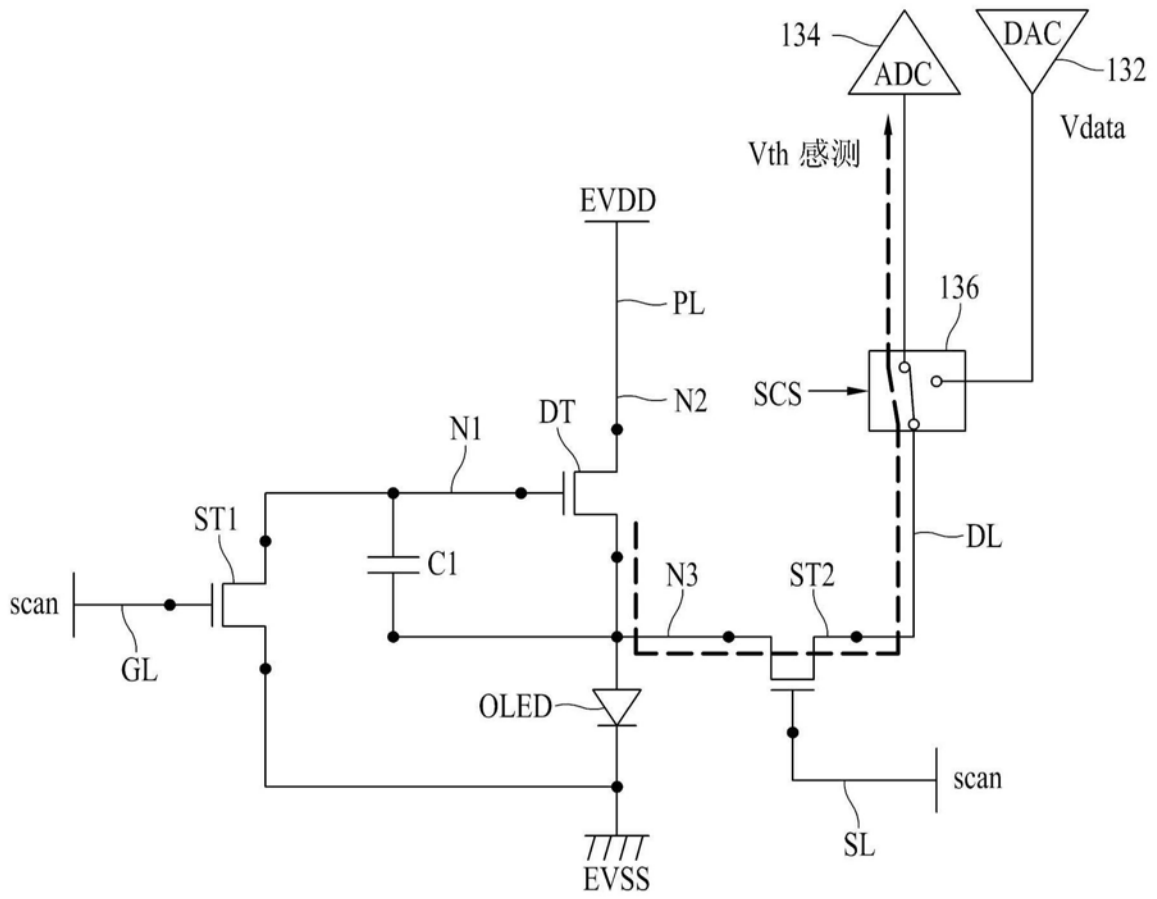 134
ADC
DAC
132
Vdata
Vth 感测
EVDD
PL
136
SCS
N2
DT
N1
ST1
C1
DL
N3
ST2
scan
GL
OLED
scan
SL
EVSS